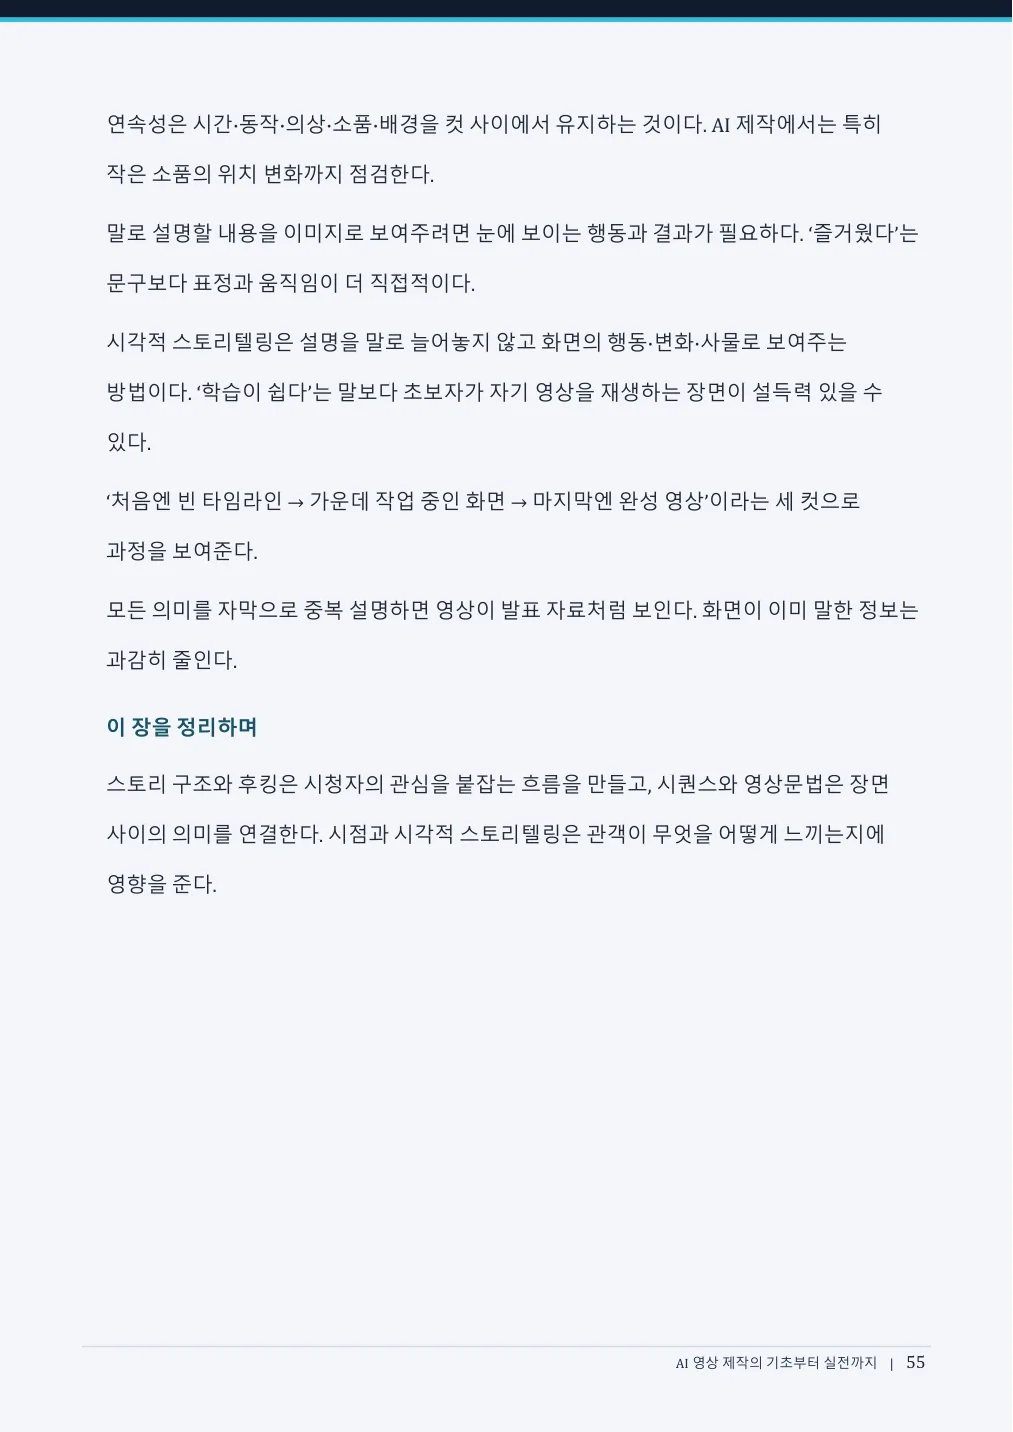 연속성은 시간·동작·의상·소품·배경을 컷 사이에서 유지하는 것이다. AI 제작에서는 특히
작은 소품의 위치 변화까지 점검한다.
말로 설명할 내용을 이미지로 보여주려면 눈에 보이는 행동과 결과가 필요하다. ‘즐거웠다’는
문구보다 표정과 움직임이 더 직접적이다.
시각적 스토리텔링은 설명을 말로 늘어놓지 않고 화면의 행동·변화·사물로 보여주는
방법이다. ‘학습이 쉽다’는 말보다 초보자가 자기 영상을 재생하는 장면이 설득력 있을 수
있다.
‘처음엔 빈 타임라인 → 가운데 작업 중인 화면 → 마지막엔 완성 영상’이라는 세 컷으로
과정을 보여준다.
모든 의미를 자막으로 중복 설명하면 영상이 발표 자료처럼 보인다. 화면이 이미 말한 정보는
과감히 줄인다.
이 장을 정리하며
스토리 구조와 후킹은 시청자의 관심을 붙잡는 흐름을 만들고, 시퀀스와 영상문법은 장면
사이의 의미를 연결한다. 시점과 시각적 스토리텔링은 관객이 무엇을 어떻게 느끼는지에
영향을 준다.
AI 영상 제작의 기초부터 실전까지 | 55